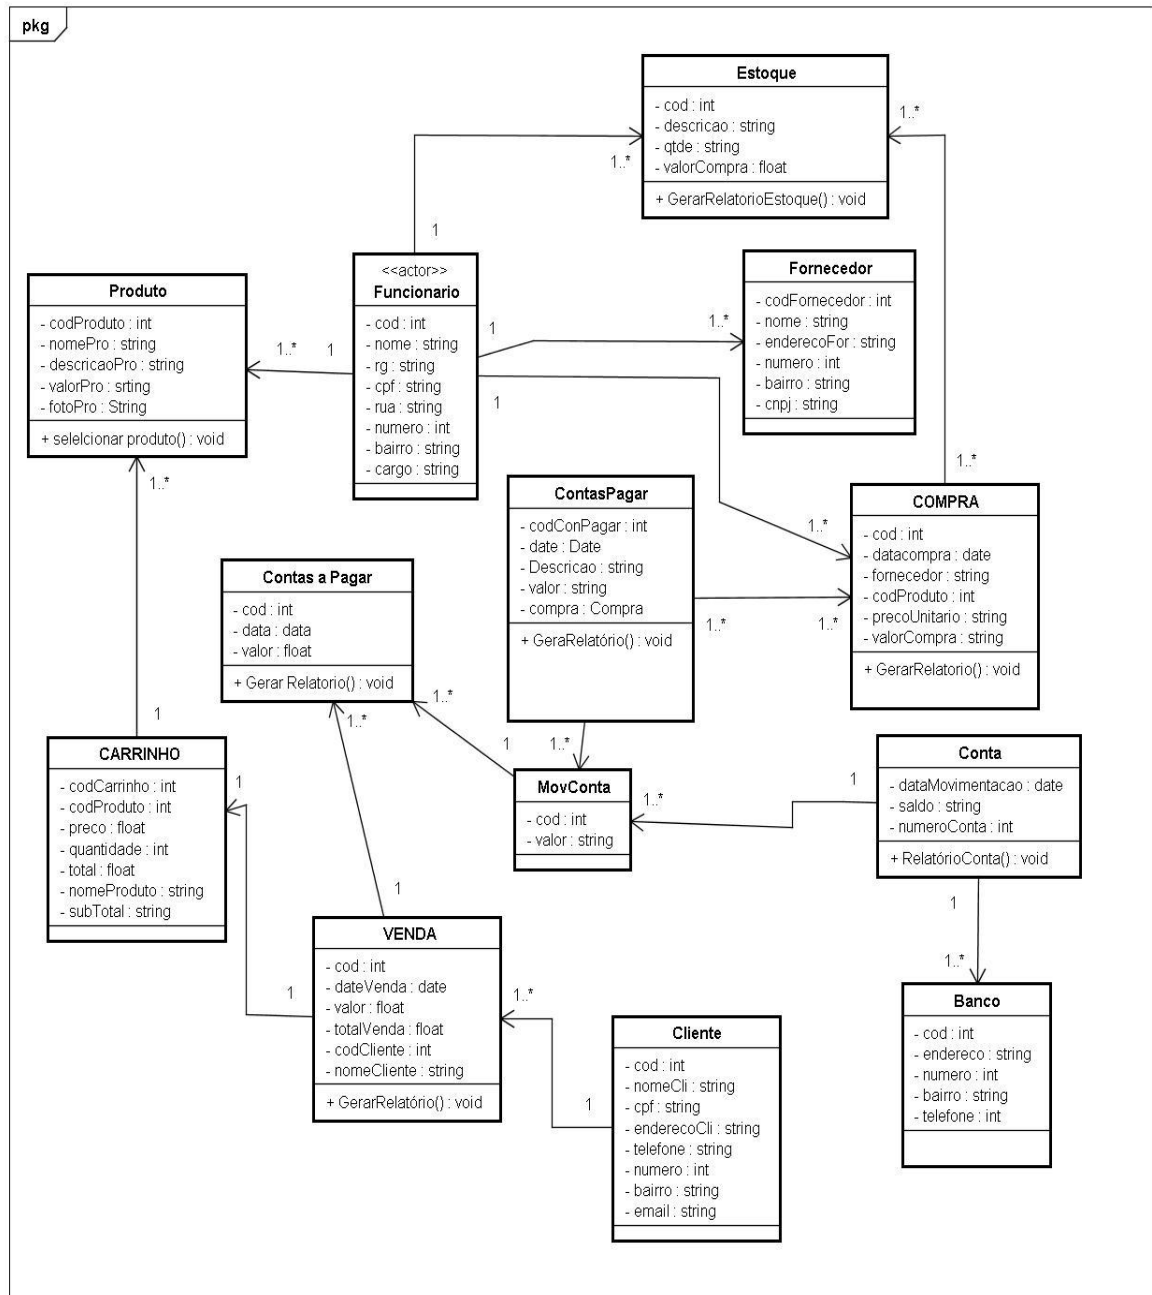 pkg
Estoque
- cod : int
- descricao : string
- qtde : string
- valorCompra : float
+ GerarRelatorioEstoque() : void
1..*
1..*
1
<<actor>>
Funcionario
- cod : int
- nome : string
- rg : string
- cpf : string
- rua : string
- numero : int
- bairro : string
- cargo : string
Fornecedor
- codFornecedor : int
- nome : string
- enderecoFor : string
- numero : int
- bairro : string
- cnpj : string
Produto
- codProduto : int
- nomePro : string
- descricaoPro : string
- valorPro : srting
- fotoPro : String
+ selelcionar produto() : void
1..*
1
1
1..*
1
1..*
1..*
1..*
ContasPagar
- codConPagar : int
- date : Date
- Descricao : string
- valor : string
- compra : Compra
+ GeraRelatório() : void
COMPRA
- cod : int
- datacompra : date
- fornecedor : string
- codProduto : int
- precoUnitario : string
- valorCompra : string
+ GerarRelatorio() : void
1..*
1..*
Contas a Pagar
- cod : int
- data : data
- valor : float
+ Gerar Relatorio() : void
1..*
1..*
1
1..*
1
CARRINHO
- codCarrinho : int
- codProduto : int
- preco : float
- quantidade : int
- total : float
- nomeProduto : string
- subTotal : string
1
MovConta
- cod : int
- valor : string
1..*
1
Conta
- dataMovimentacao : date
- saldo : string
- numeroConta : int
+ RelatórioConta() : void
1
1..*
1
VENDA
- cod : int
- dateVenda : date
- valor : float
- totalVenda : float
- codCliente : int
- nomeCliente : string
+ GerarRelatório() : void
1
1..*
1
Cliente
- cod : int
- nomeCli : string
- cpf : string
- enderecoCli : string
- telefone : string
- numero : int
- bairro : string
- email : string
Banco
- cod : int
- endereco : string
- numero : int
- bairro : string
- telefone : int